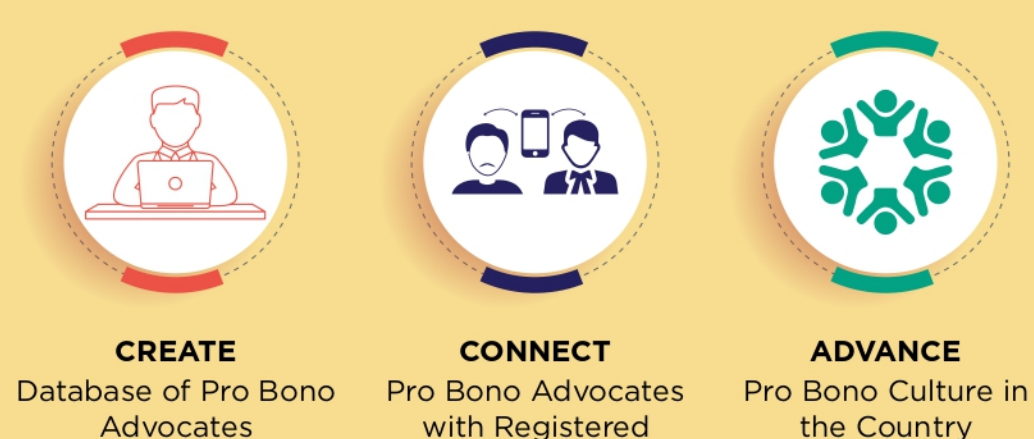 CREATE
Database of Pro Bono
Advocates
CONNECT
Pro Bono Advocates
with Registered
ADVANCE
Pro Bono Culture in
the Country